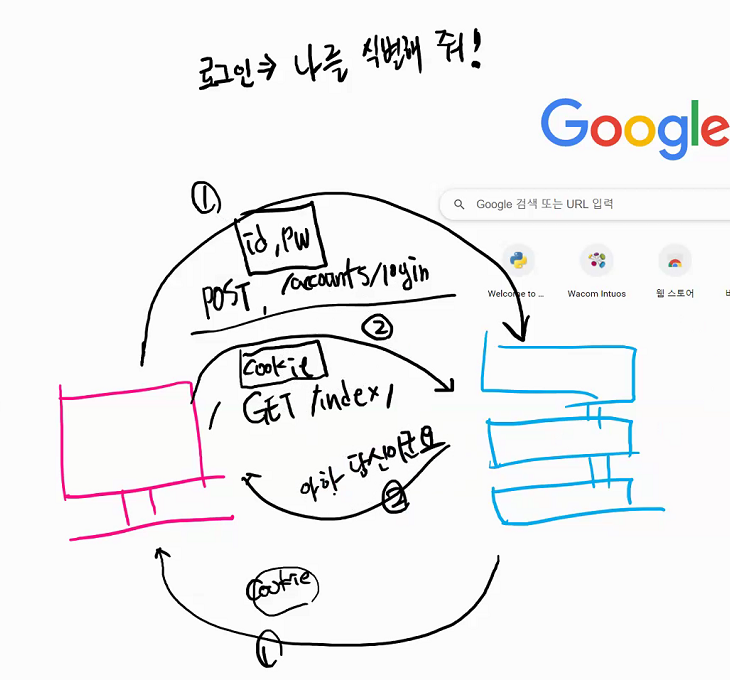 로그인⇒ 나를 식별해 줘!
Google
Google 검색 또는 URL 입력
①
id, PW
POST, /accounts/login
Welcome to ...
Wacom Intuos
웹 스토어
②
cookie
GET /index/
아하 당신이군요
②
cookie
①